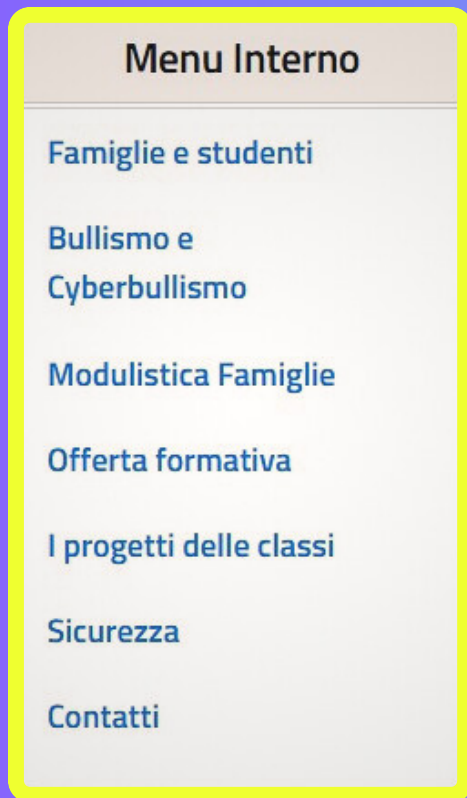 Menu Interno
Famiglie e studenti
Bullismo e
Cyberbullismo
Modulistica Famiglie
Offerta formativa
I progetti delle classi
Sicurezza
Contatti